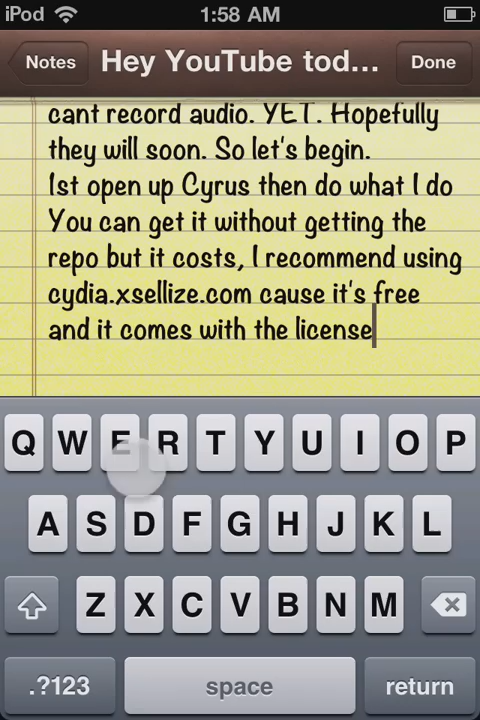 iPod 1:58 AM
Notes Hey YouTube tod... Done
cant record audio. YET. Hopefully
they will soon. So let's begin.
1st open up Cyrus then do what I do
You can get it without getting the
repo but it costs, I recommend using
cydia.xsellize.com cause it's free
and it comes with the license
Q W E R T Y U I O P
A S D F G H J K L
Z X C V B N M
.?123 space return